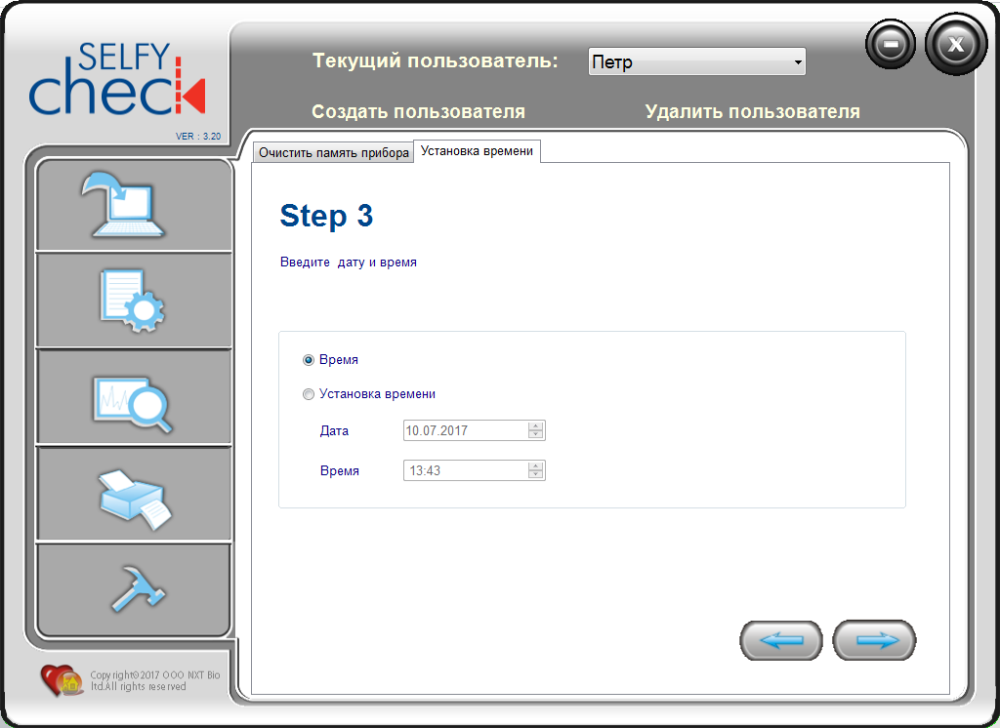 SELFY
check
VER : 3.20
Текущий пользователь:
Петр
Создать пользователя
Удалить пользователя
X
Очистить память прибора
Установка времени
Step 3
Введите дату и время
Время
Установка времени
Дата
10.07.2017
Время
13:43
Copyright©2017 ООО NXT Bio
ltd.All rights reserved